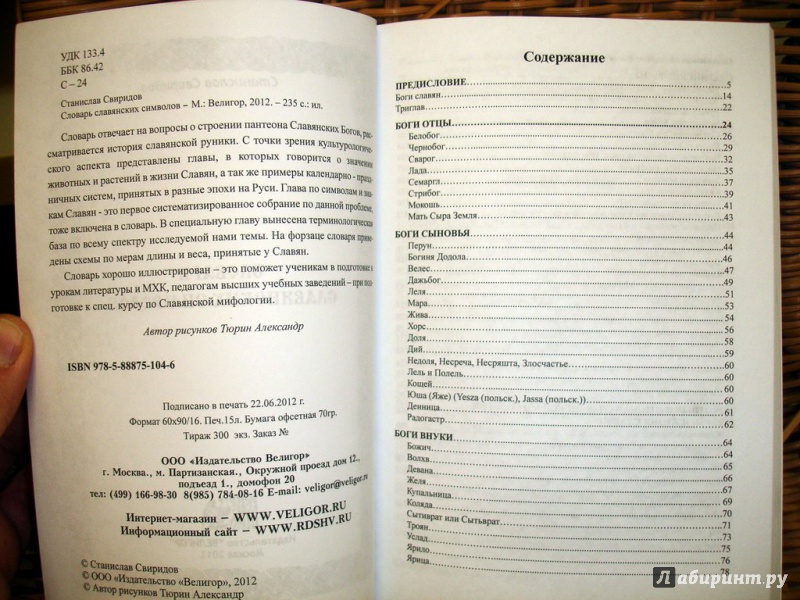 УДК 133.4
ББК 86.42
С – 24
Станислав Свиридов
Словарь славянских символов – М.: Велигор, 2012. – 235 с.: ил.
Словарь отвечает на вопросы о строении пантеона Славянских Богов, рас-
сматривается история славянской руники. С точки зрения культурологиче-
ского аспекта представлены главы, в которых говорится о значении
животных и растений в жизни Славян, а так же примеры календарно - празд-
ничных систем, принятых в разные эпохи на Руси. Глава по символам и зна-
кам Славян - это первое систематизированное собрание по данной проблеме,
тоже включена в словарь. В специальную главу вынесена терминологическая
база по всему спектру исследуемой нами темы. На форзаце словаря приве-
дены схемы по мерам длины и веса, принятые у Славян.
Словарь хорошо иллюстрирован – это поможет ученикам в подготовке к
урокам литературы и МХК, педагогам высших учебных заведений – при под-
готовке к спец. курсу по Славянской мифологии.
Автор рисунков Тюрин Александр
ISBN 978-5-88875-104-6
Подписано в печать 22.06.2012 г.
Формат 60х90/16. Печ.15л. Бумага офсетная 70гр.
Тираж 300 экз. Заказ №
ООО «Издательство Велигор»
г. Москва, м. Партизанская, Окружной проезд дом 12.,
подъезд 1., домофон 20
тел: (499) 166-98-30 8(985) 784-08-16 E-mail: veligor@veligor.ru
Интернет-магазин – WWW.VELIGOR.RU
Информационный сайт – WWW.RDSHV.RU
© Станислав Свиридов
© ООО «Издательство «Велигор», 2012
© Автор рисунков Тюрин Александр
Содержание
ПРЕДИСЛОВИЕ 5
Боги славян 14
Триглав 22
БОГИ ОТЦЫ 24
Белобог 26
Чернобог 29
Сварог 32
Лада 35
Семаргл 37
Стрибог 39
Мокошь 41
Мать Сыра Земля 43
БОГИ СЫНОВЬЯ 44
Перун 44
Богиня Додола 46
Велес 47
Дажьбог 49
Леля 51
Мара 53
Жива 54
Хорс 56
Доля 58
Дий 59
Недоля, Несреча, Несряшта, Злосчастье 60
Лель и Полель 60
Кощей 60
Юша (Яже) (Yesza (польск.), Jassa (польск.)) 60
Денница 61
Радогастр 62
БОГИ ВНУКИ 64
Божич 64
Волхв 65
Девана 66
Желя 66
Купальница 67
Коляда 69
Сытиврат или Сытьврат 70
Троян 71
Услад 73
Ярило 75
Ярица 76
78
Лабиринт.ру